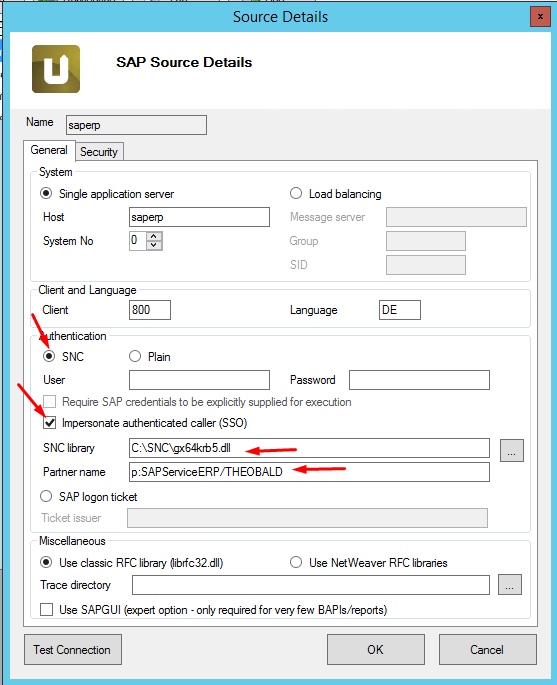 Source Details
x
SAP Source Details
Name saperp
General Security
System
Single application server Load balancing
Host saperp Message server
System No 0 Group
SID
Client and Language
Client 800 Language DE
Authentication
SNC Plain
User Password
Require SAP credentials to be explicitly supplied for execution
Impersonate authenticated caller (SSO)
SNC library C:\SNC\gx64krb5.dll ...
Partner name p:SAPServiceERP/THEOBALD
SAP logon ticket
Ticket issuer
Miscellaneous
Use classic RFC library (librfc32.dll) Use NetWeaver RFC libraries
Trace directory ...
Use SAPGUI (expert option - only required for very few BAPIs/reports)
Test Connection OK Cancel